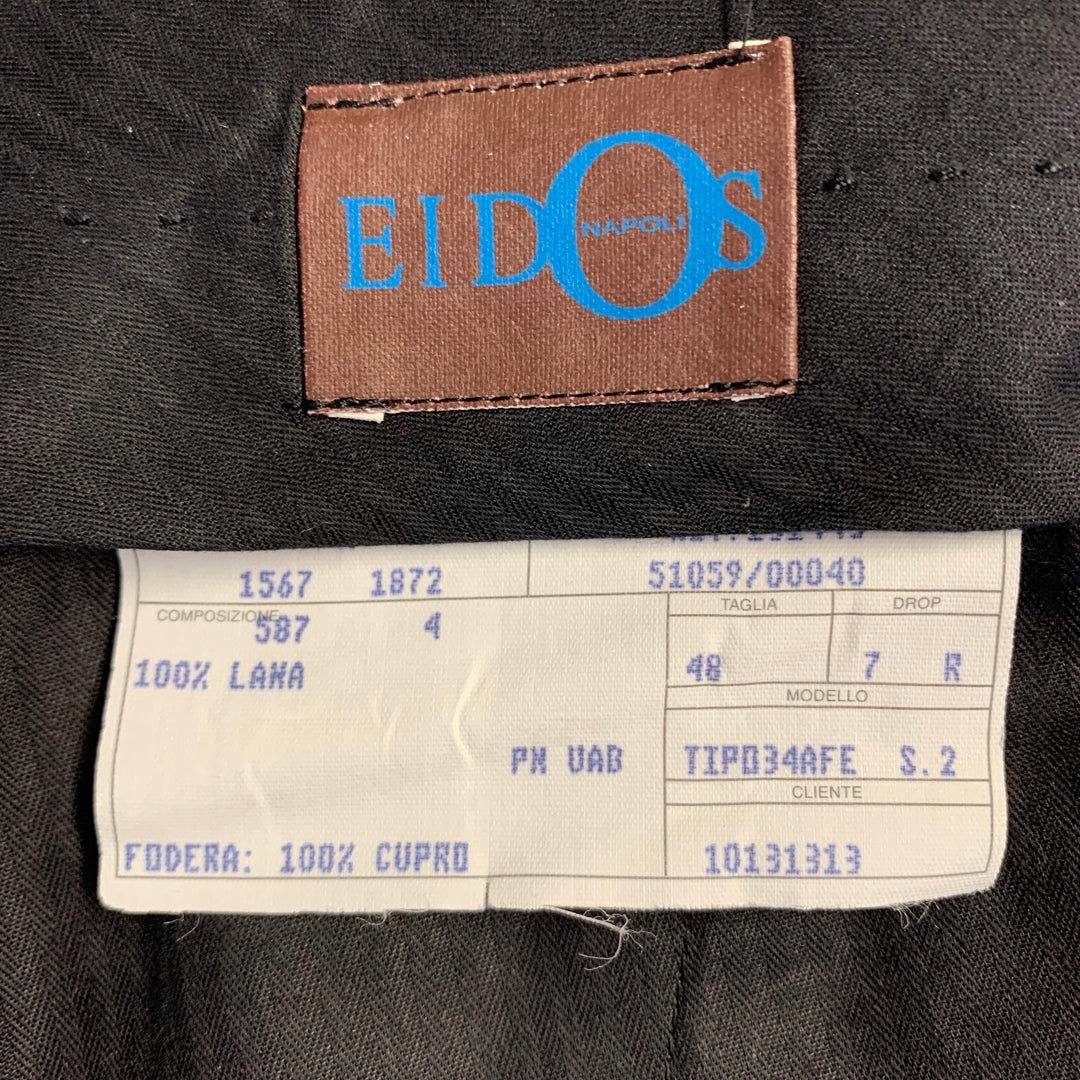 EIDOS
NAPOLI
1567 1872
51059/00040
COMPOSIZIONE
587 4
TAGLIA DROP
100% LANA
48 7 R
MODELLO
PN VAB
TIPO34AFE S.2
CLIENTE
FODERA: 100% CUPRO
10131313